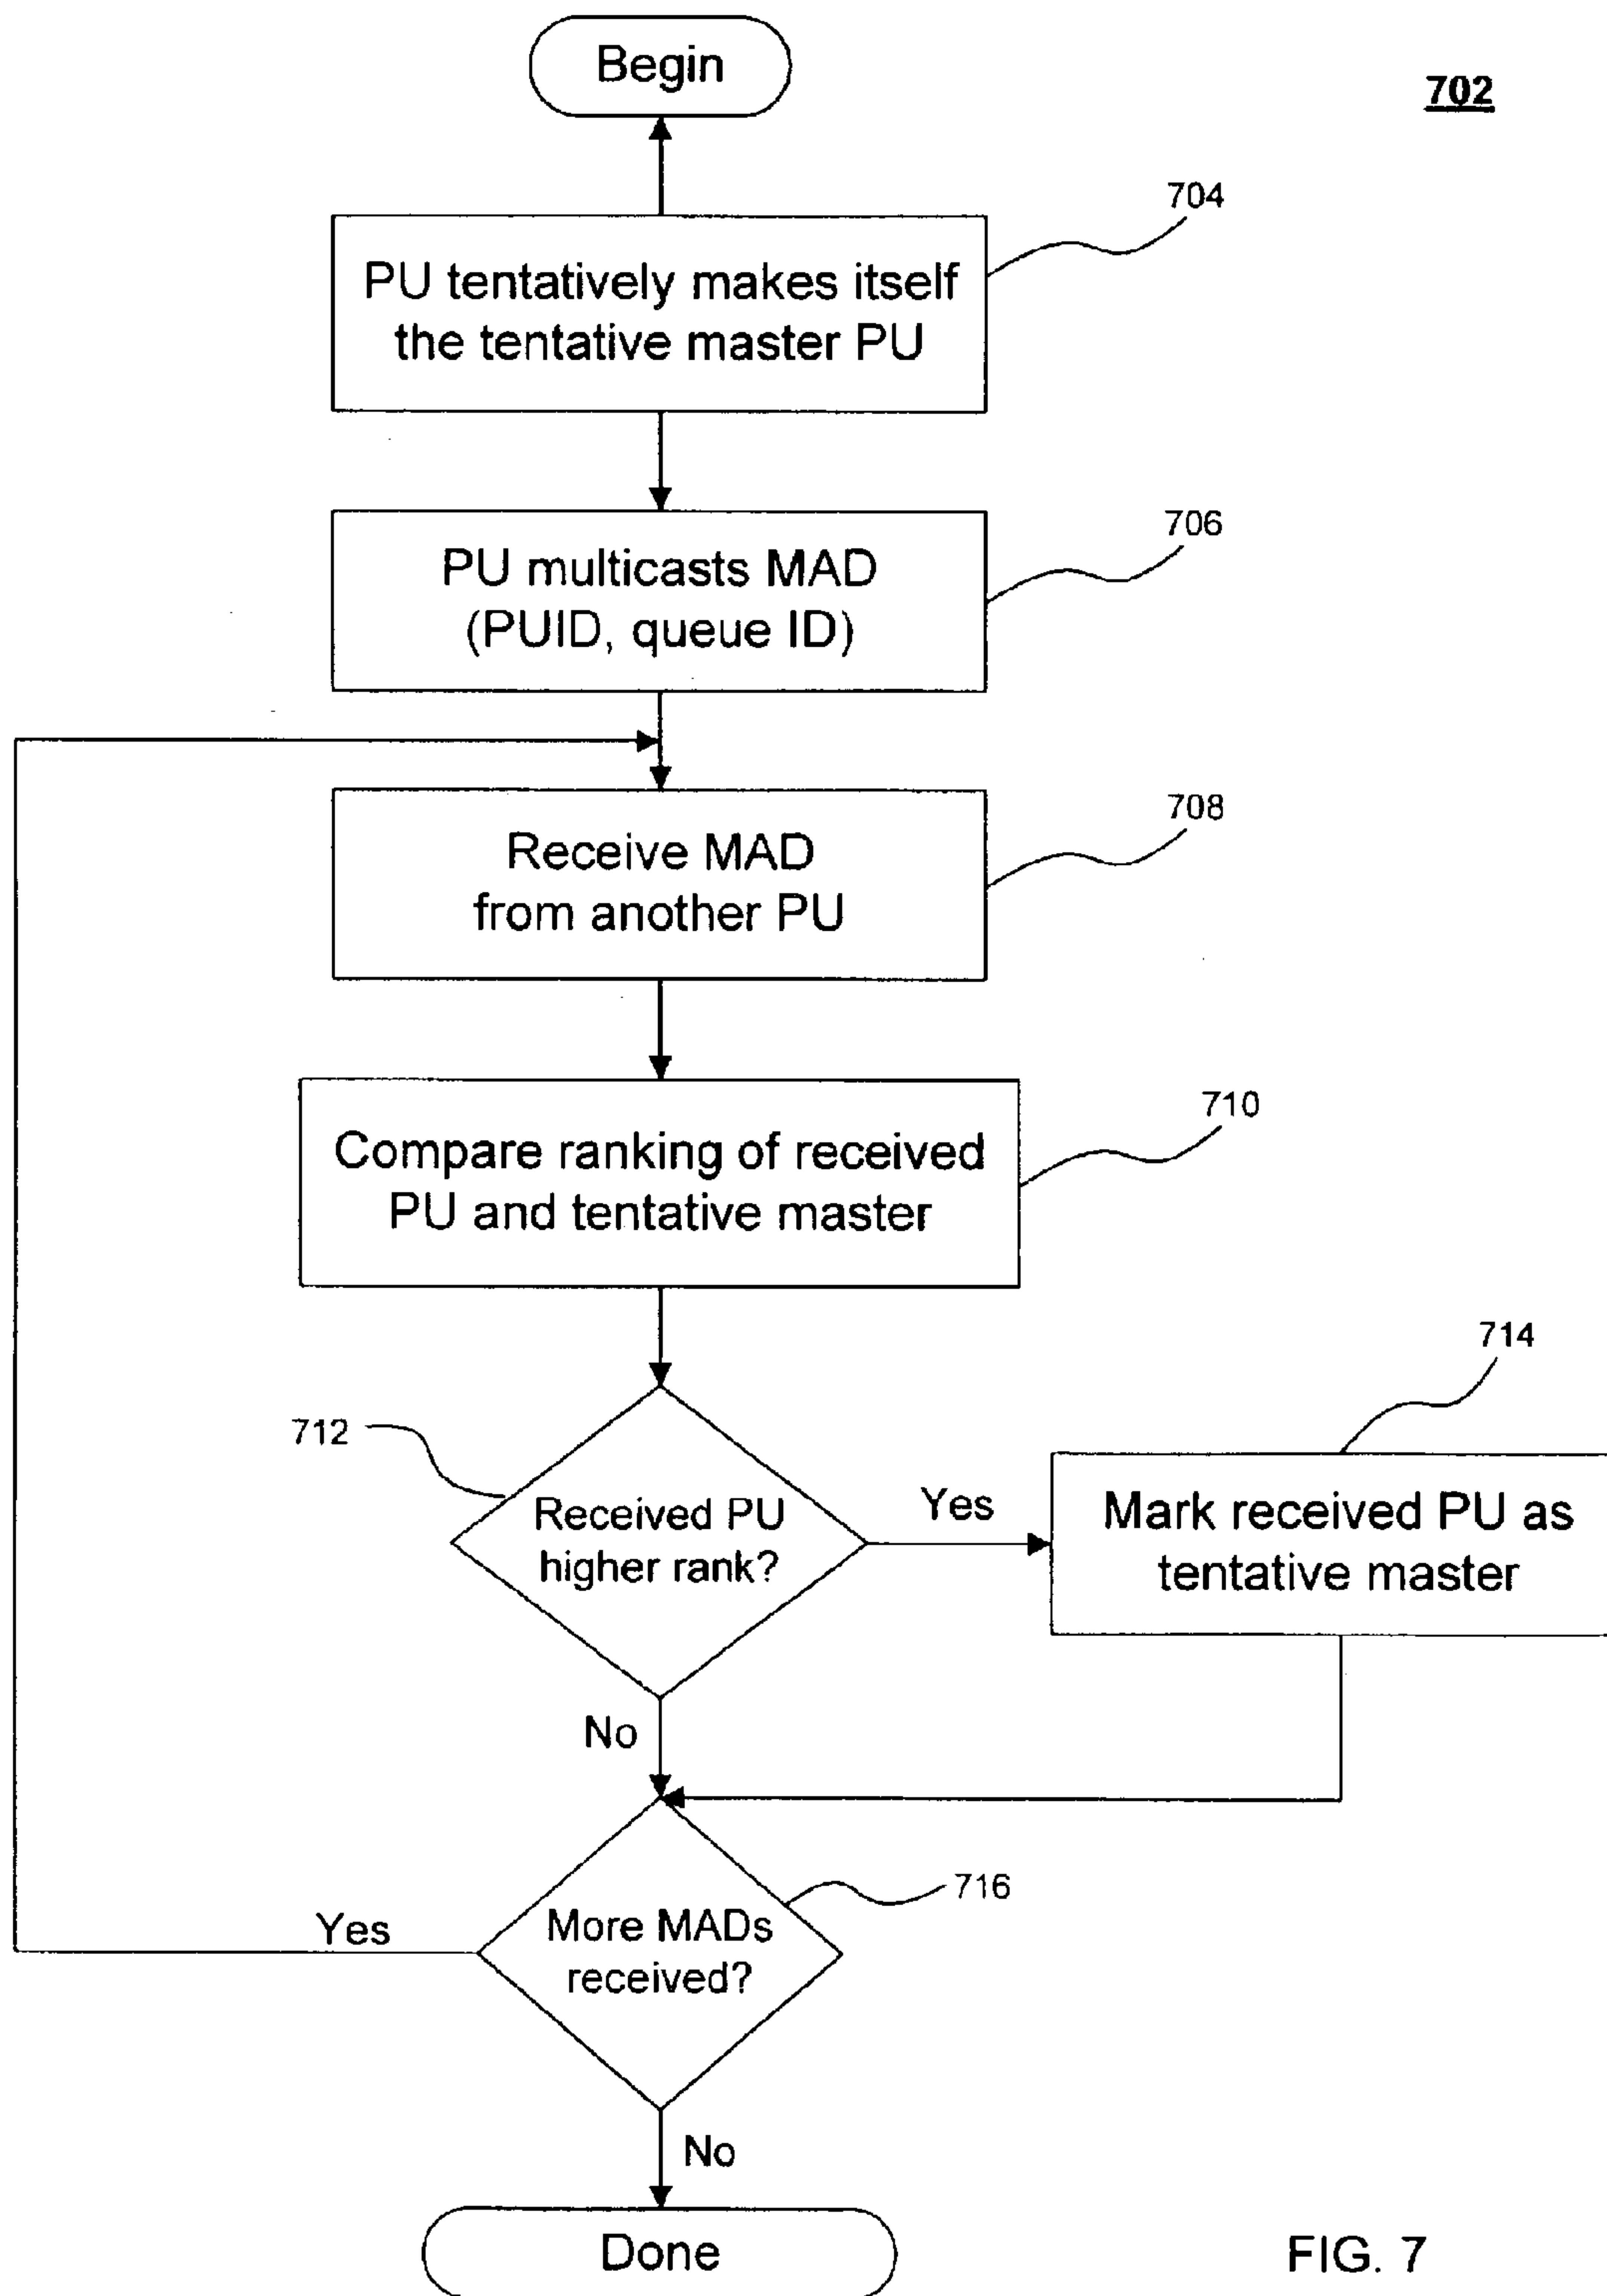 Begin
702
704
PU tentatively makes itself
the tentative master PU
706
PU multicasts MAD
(PUID, queue ID)
708
Receive MAD
from another PU
710
Compare ranking of received
PU and tentative master
714
712
Received PU
higher rank?
Yes
Mark received PU as
tentative master
No
716
More MADs
received?
Yes
No
Done
FIG. 7